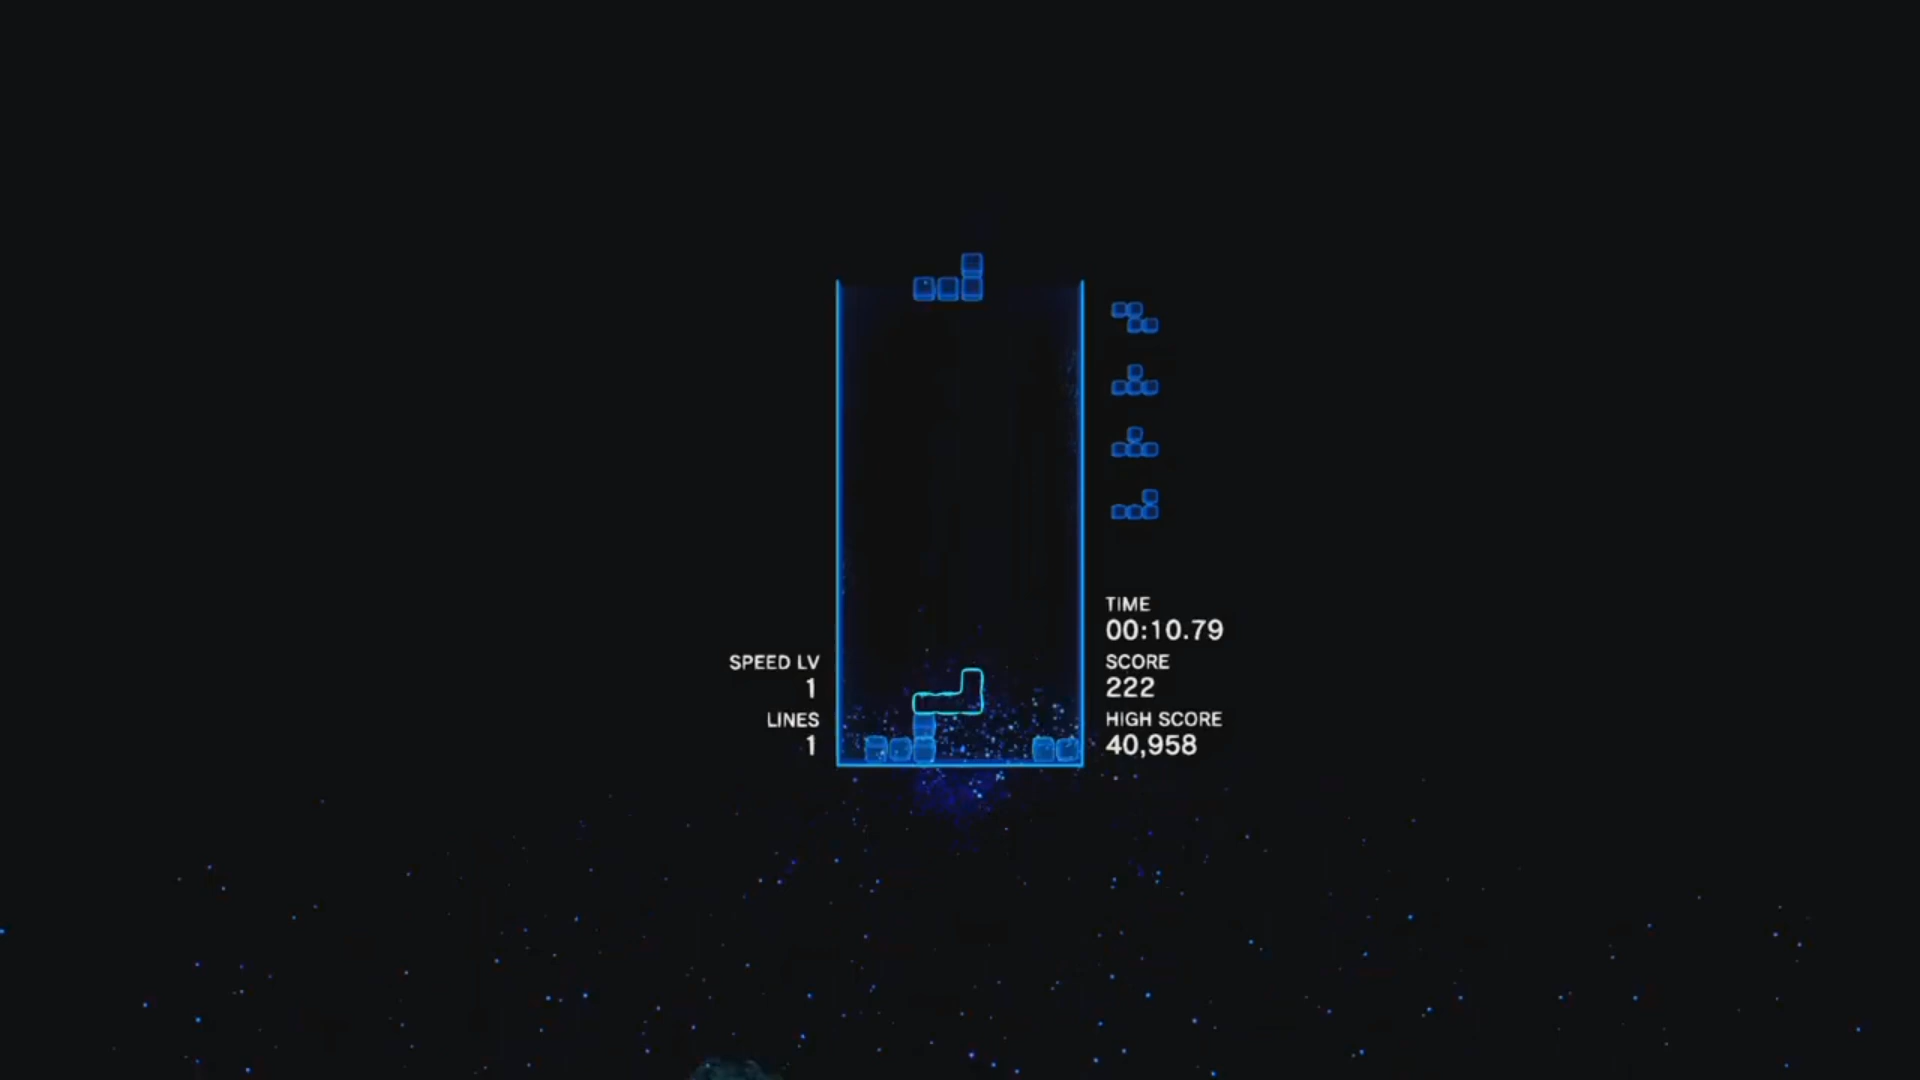 SPEED LV
1
LINES
1
TIME
00:10.79
SCORE
222
HIGH SCORE
40,958